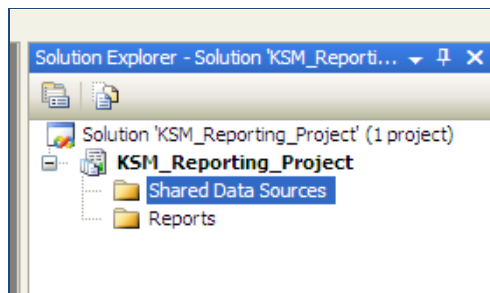 Solution Explorer - Solution 'KSM_Reporti...
Solution 'KSM_Reporting_Project' (1 project)
KSM_Reporting_Project
Shared Data Sources
Reports